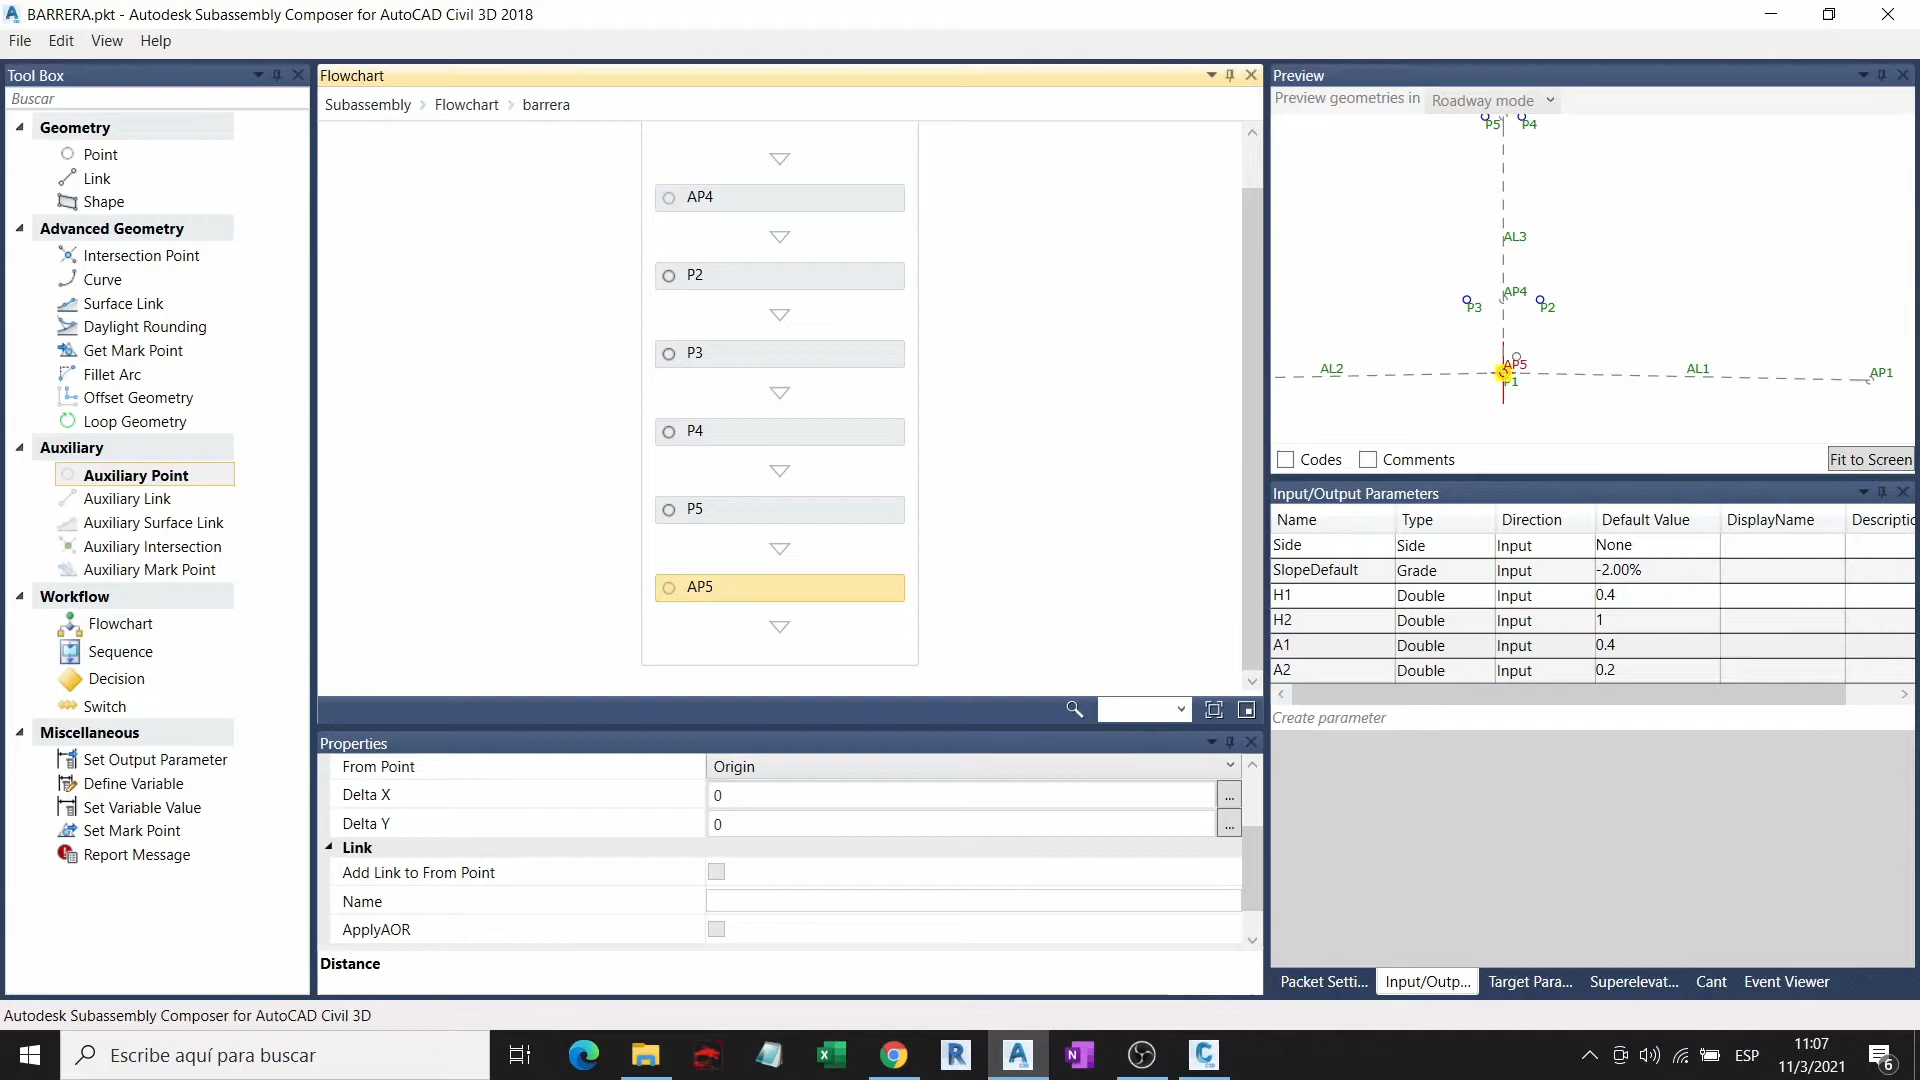 BARRERA.pkt - Autodesk Subassembly Composer for AutoCAD Civil 3D 2018
File Edit View Help
Tool Box
Buscar
Geometry
Point
Link
Shape
Advanced Geometry
Intersection Point
Curve
Surface Link
Daylight Rounding
Get Mark Point
Fillet Arc
Offset Geometry
Loop Geometry
Auxiliary
Auxiliary Point
Auxiliary Link
Auxiliary Surface Link
Auxiliary Intersection
Auxiliary Mark Point
Workflow
Flowchart
Sequence
Decision
Switch
Miscellaneous
Set Output Parameter
Define Variable
Set Variable Value
Set Mark Point
Report Message
Flowchart
Subassembly Flowchart barrera
AP4
P2
P3
P4
P5
AP5
Properties
From Point Origin
Delta X 0 ...
Delta Y 0 ...
Link
Add Link to From Point
Name
ApplyAOR
Distance
Preview
Preview geometries in Roadway mode
P5 P4
AL3
AP4
P3 P2
AL2 AP5 AL1 AP1
P1
Codes Comments Fit to Screen
Input/Output Parameters
Name Type Direction Default Value DisplayName Descriptio
Side Side Input None
SlopeDefault Grade Input -2.00%
H1 Double Input 0.4
H2 Double Input 1
A1 Double Input 0.4
A2 Double Input 0.2
Create parameter
Packet Setti... Input/Outp... Target Para... Superelevat... Cant Event Viewer
Autodesk Subassembly Composer for AutoCAD Civil 3D
Escribe aquí para buscar
ESP
11:07
11/3/2021
6